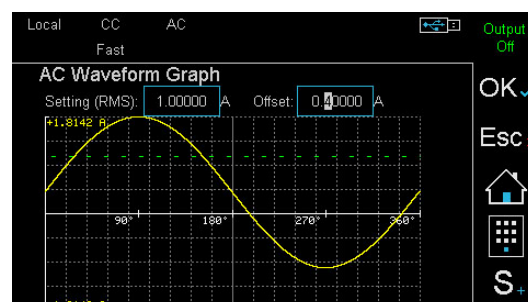 Local CC AC Output
Fast Off
AC Waveform Graph
OK
Setting (RMS): 1.00000 A Offset: 0.40000 A
+1.8142 A
Esc
90° 180° 270° 360°
S+